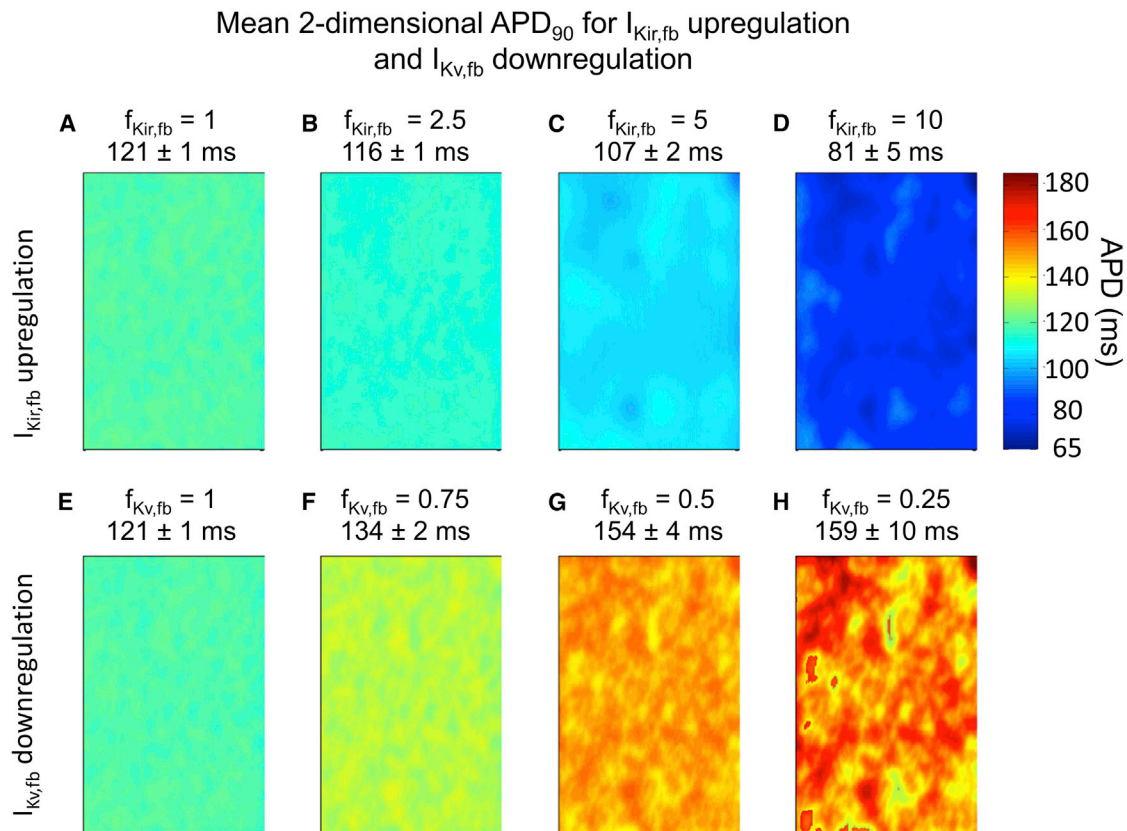 Mean 2-dimensional APD90 for IKir,fb upregulation
and IKv,fb downregulation
A
fKir,fb = 1
121 ± 1 ms
B
fKir,fb = 2.5
116 ± 1 ms
C
fKir,fb = 5
107 ± 2 ms
D
fKir,fb = 10
81 ± 5 ms
IKir,fb upregulation
180
160
140
120
100
80
65
APD (ms)
E
fKv,fb = 1
121 ± 1 ms
F
fKv,fb = 0.75
134 ± 2 ms
G
fKv,fb = 0.5
154 ± 4 ms
H
fKv,fb = 0.25
159 ± 10 ms
IKv,fb downregulation